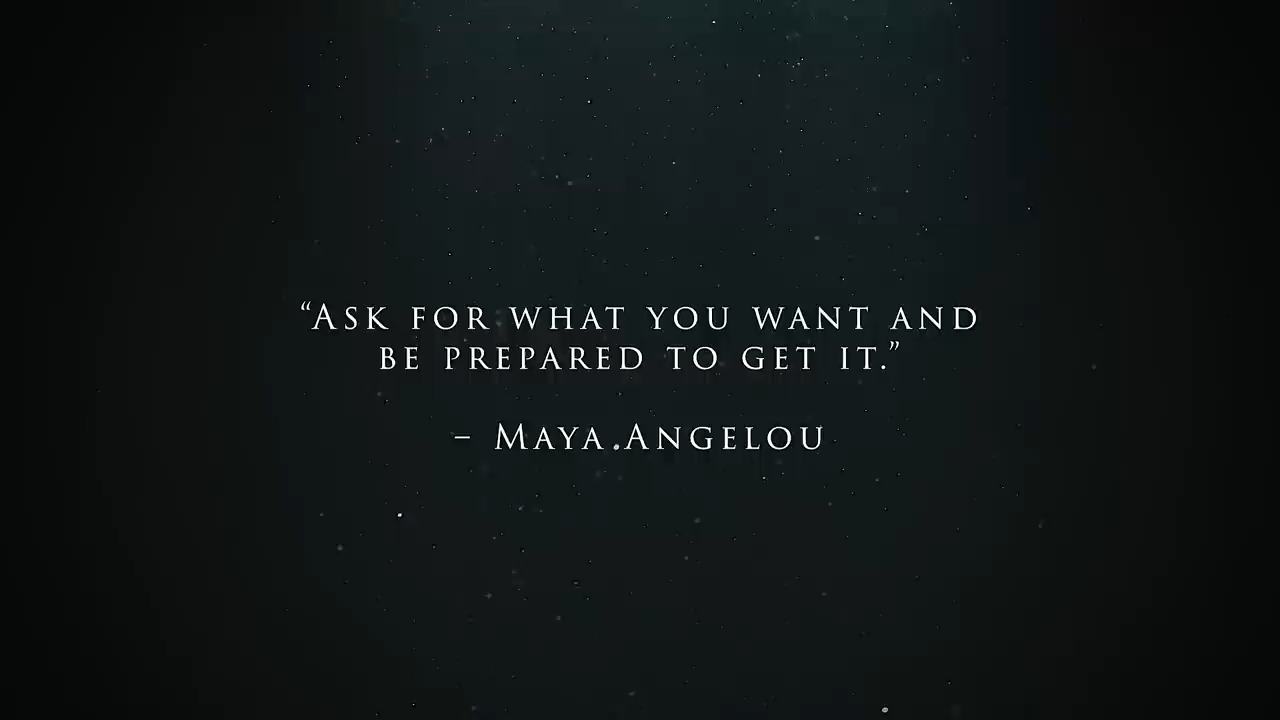 “Ask for what you want and
be prepared to get it.”
– Maya Angelou